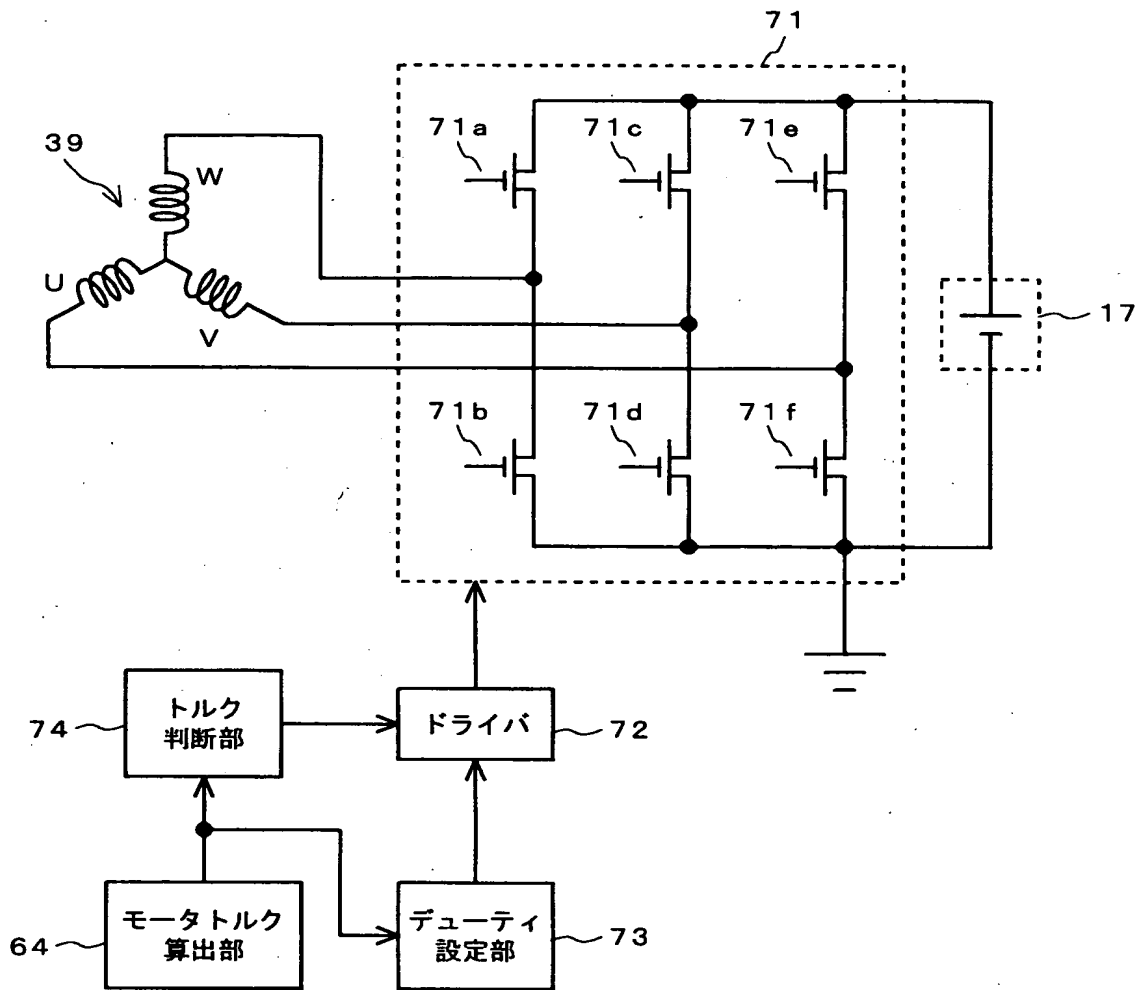 71
71a
71c
71e
39
W
U
V
17
71b
71d
71f
トルク
判断部
74
ドライバ
72
モータトルク
算出部
64
デューティ
設定部
73